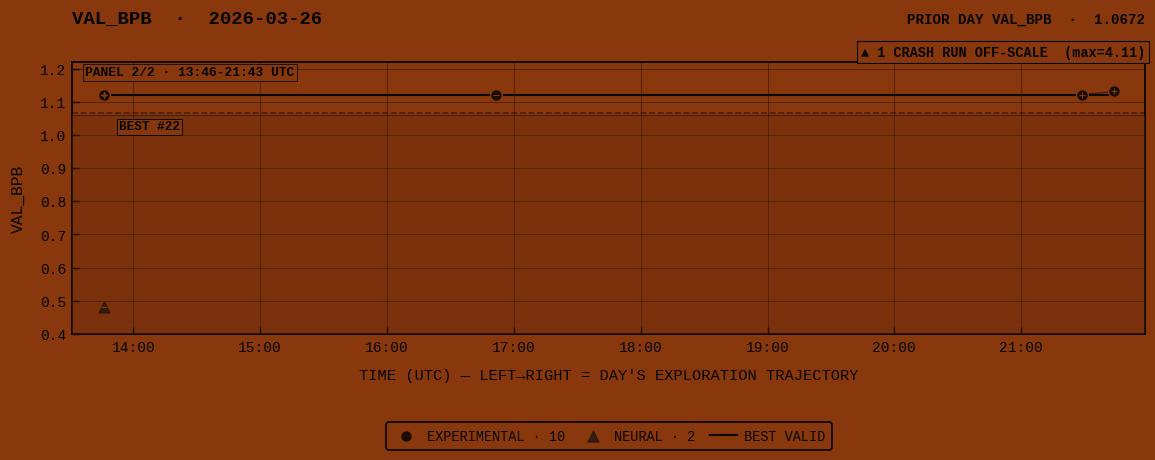 VAL_BPB · 2026-03-26
PRIOR DAY VAL_BPB · 1.0672
▲ 1 CRASH RUN OFF-SCALE (max=4.11)
PANEL 2/2 · 13:46-21:43 UTC
BEST #22
VAL_BPB
1.2
1.1
1.0
0.9
0.8
0.7
0.6
0.5
0.4
14:00 15:00 16:00 17:00 18:00 19:00 20:00 21:00
TIME (UTC) — LEFT→RIGHT = DAY'S EXPLORATION TRAJECTORY
EXPERIMENTAL · 10 NEURAL · 2 BEST VALID